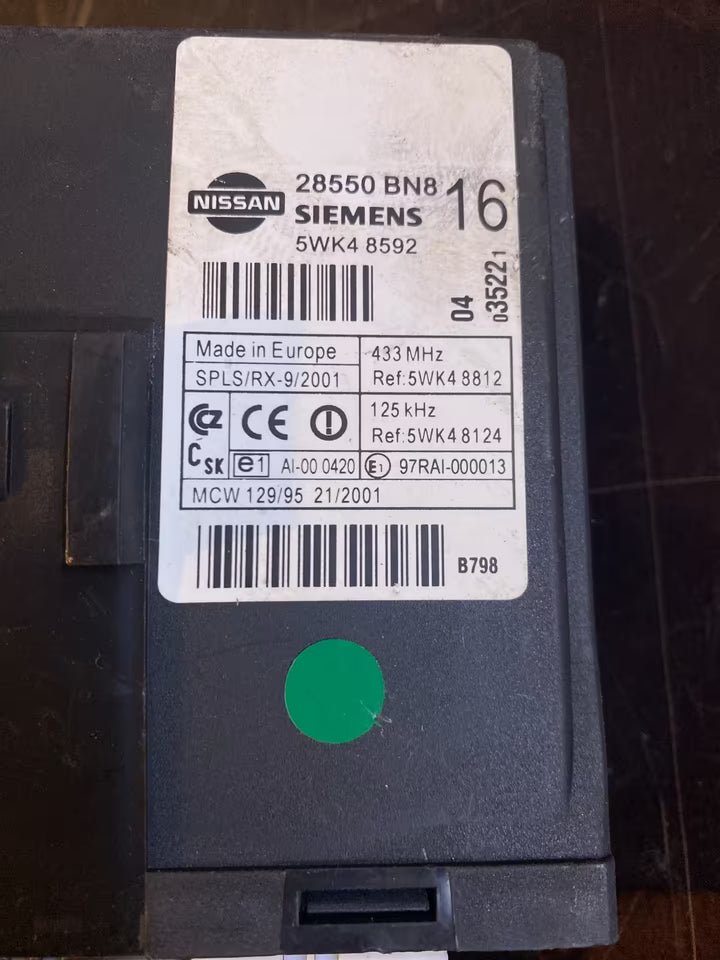 NISSAN
28550 BN8
16
SIEMENS
5WK4 8592
04
035221
Made in Europe
433 MHz
SPLS/RX-9/2001
Ref:5WK4 8812
CE
125 kHz
Ref:5WK4 8124
CSK
e1 AI-00 0420
E1 97RAI-000013
MCW 129/95 21/2001
B798